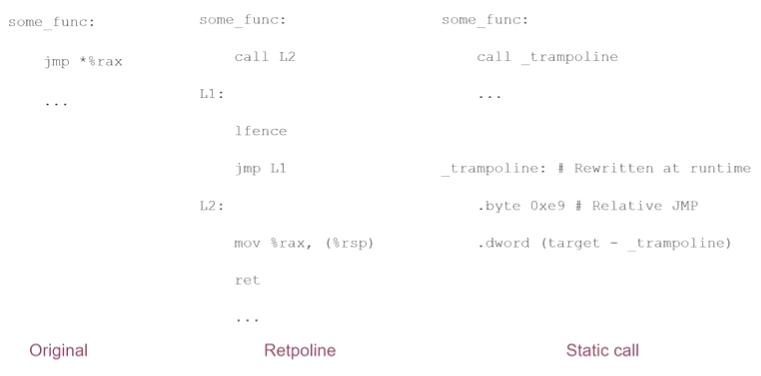 some_func:
jmp *%rax
...
Original
some_func:
call L2
L1:
lfence
jmp L1
L2:
mov %rax, (%rsp)
ret
...
Retpoline
some_func:
call _trampoline
...
_trampoline: # Rewritten at runtime
.byte 0xe9 # Relative JMP
.dword (target - _trampoline)
Static call